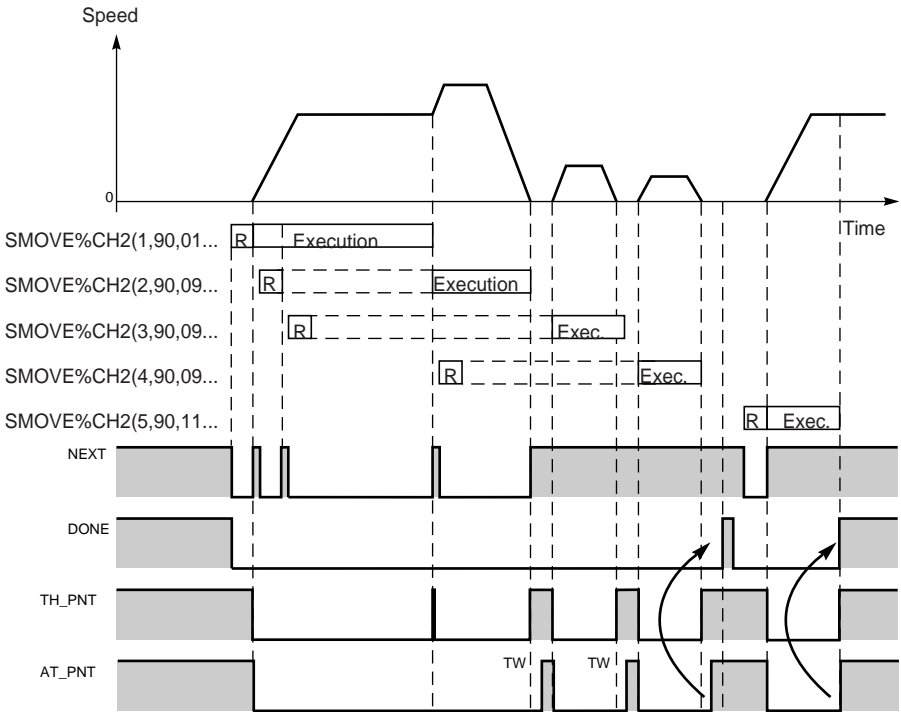 Speed
0
Time
SMOVE%CH2(1,90,01... R Execution
SMOVE%CH2(2,90,09... R Execution
SMOVE%CH2(3,90,09... R Exec.
SMOVE%CH2(4,90,09... R Exec.
SMOVE%CH2(5,90,11... R Exec.
NEXT
DONE
TH_PNT
AT_PNT TW TW